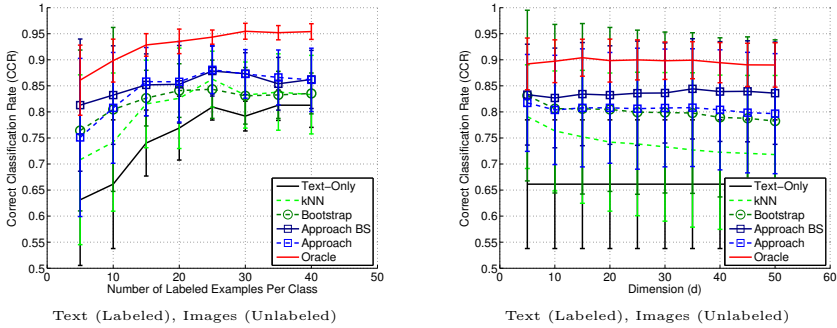 1
0.95
0.9
0.85
0.8
0.75
0.7
0.65
0.6
0.55
0.5
Correct Classification Rate (CCR)
0 10 20 30 40 50
Number of Labeled Examples Per Class
Text−Only
kNN
Bootstrap
Approach BS
Approach
Oracle
Text (Labeled), Images (Unlabeled)
1
0.95
0.9
0.85
0.8
0.75
0.7
0.65
0.6
0.55
0.5
Correct Classification Rate (CCR)
0 10 20 30 40 50 60
Dimension (d)
Text−Only
kNN
Bootstrap
Approach BS
Approach
Oracle
Text (Labeled), Images (Unlabeled)